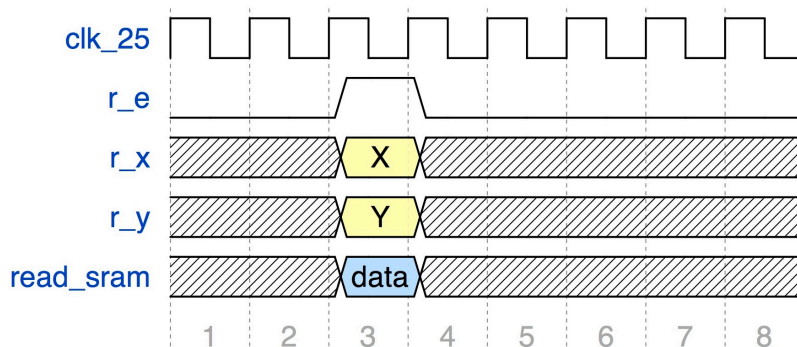 clk_25
r_e
r_x X
r_y Y
read_sram data
1 2 3 4 5 6 7 8